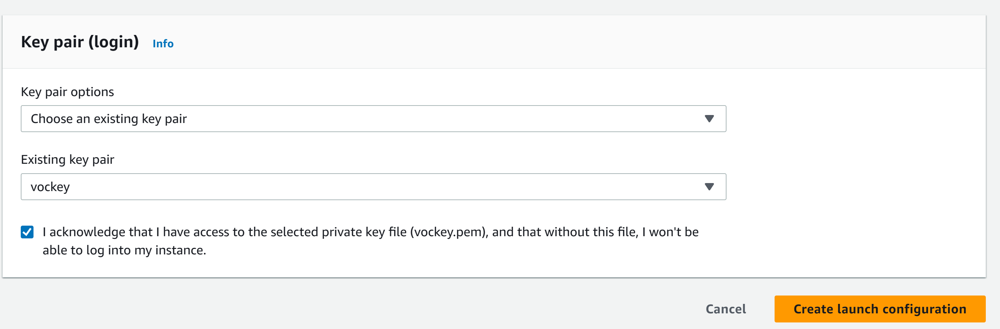 Key pair (login) Info
Key pair options
Choose an existing key pair
Existing key pair
vockey
I acknowledge that I have access to the selected private key file (vockey.pem), and that without this file, I won't be
able to log into my instance.
Cancel Create launch configuration